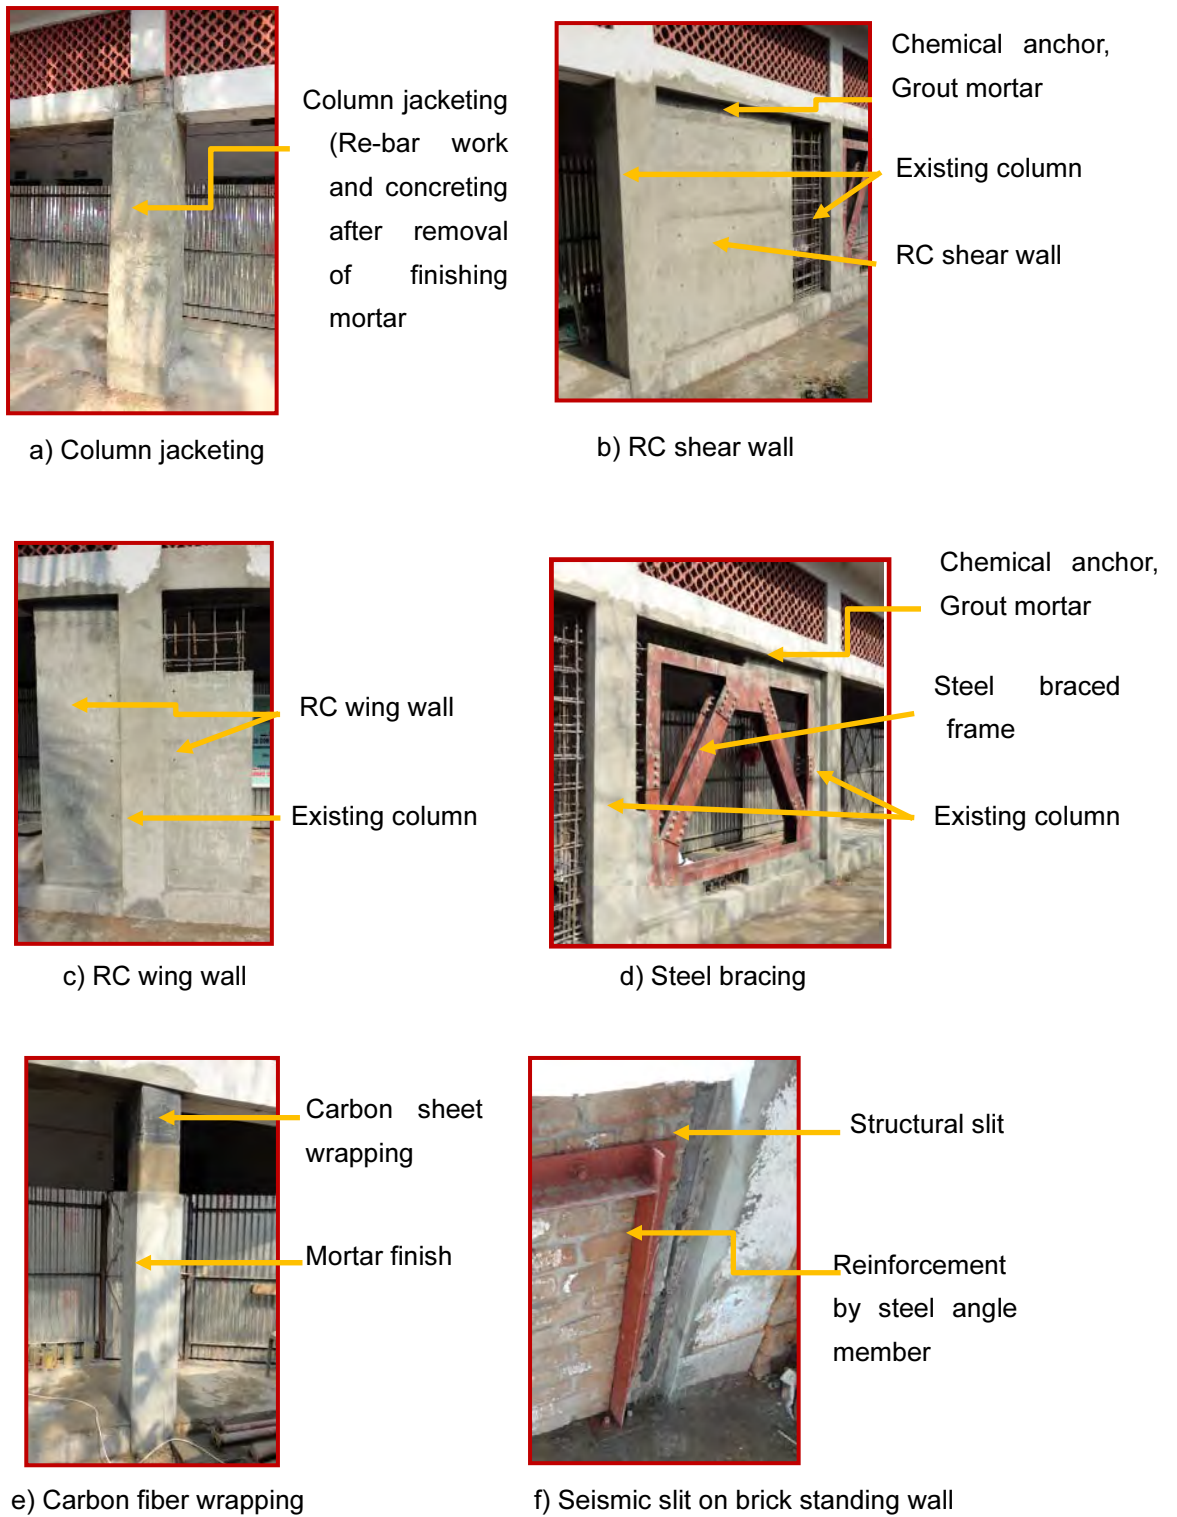 Column jacketing
(Re-bar work
and concreting
after removal
of finishing
mortar
a) Column jacketing
Chemical anchor,
Grout mortar
Existing column
RC shear wall
b) RC shear wall
RC wing wall
Existing column
c) RC wing wall
Chemical anchor,
Grout mortar
Steel braced
frame
Existing column
d) Steel bracing
Carbon sheet
wrapping
Mortar finish
e) Carbon fiber wrapping
Structural slit
Reinforcement
by steel angle
member
f) Seismic slit on brick standing wall